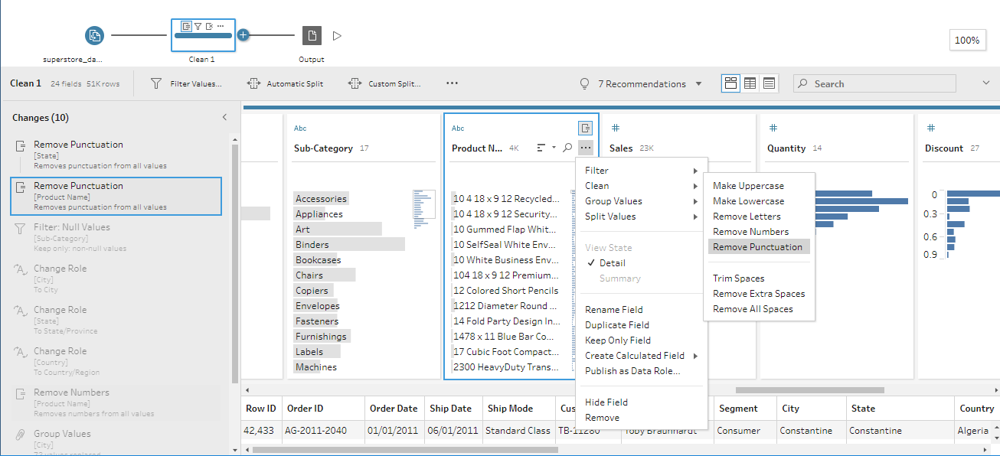 superstore_da...
Clean 1
Output
100%
Clean 1 24 fields 51K rows
Filter Values...
Automatic Split
Custom Split...
7 Recommendations
Search
Changes (10)
Remove Punctuation
[State]
Removes punctuation from all values
Remove Punctuation
[Product Name]
Removes punctuation from all values
Filter: Null Values
[Sub-Category]
Keep only: non-null values
Change Role
[City]
To City
Change Role
[State]
To State/Province
Change Role
[Country]
To Country/Region
Remove Numbers
[Product Name]
Removes numbers from all values
Group Values
[City]
Abc
Sub-Category 17
Accessories
Appliances
Art
Binders
Bookcases
Chairs
Copiers
Envelopes
Fasteners
Furnishings
Labels
Machines
Abc
Product N... 4K
10 4 18 x 9 12 Recycled...
10 4 18 x 9 12 Security...
10 Gummed Flap Whit...
10 SelfSeal White Env...
10 White Business Env...
104 18 x 9 12 Premium...
12 Colored Short Pencils
1212 Diameter Round ...
14 Fold Party Design In...
1478 x 11 Blue Bar Co...
17 Cubic Foot Compact...
2300 HeavyDuty Trans...
#
Sales 23K
#
Quantity 14
#
Discount 27
0
0.3
0.6
0.9
Filter
Clean
Group Values
Split Values
View State
Detail
Summary
Rename Field
Duplicate Field
Keep Only Field
Create Calculated Field
Publish as Data Role...
Hide Field
Remove
Make Uppercase
Make Lowercase
Remove Letters
Remove Numbers
Remove Punctuation
Trim Spaces
Remove Extra Spaces
Remove All Spaces
Row ID Order ID Order Date Ship Date Ship Mode Cus Segment City State Country
42,433 AG-2011-2040 01/01/2011 06/01/2011 Standard Class TB-11280 Toby Braunhardt Consumer Constantine Constantine Algeria